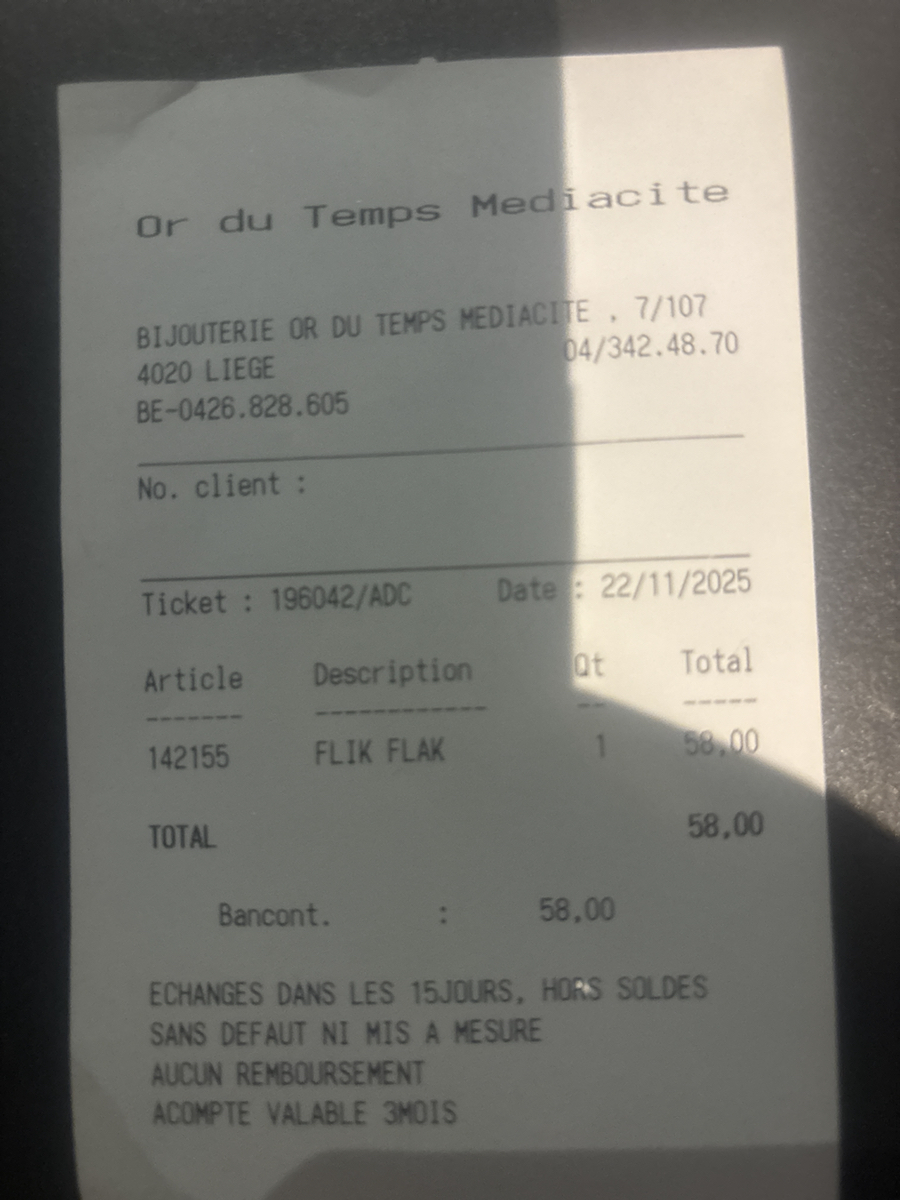 Or du Temps Mediacite
BIJOUTERIE OR DU TEMPS MEDIACITE , 7/107
4020 LIEGE 04/342.48.70
BE-0426.828.605
No. client :
Ticket : 196042/ADC Date : 22/11/2025
Article Description Qt Total
------- ------------ -- -----
142155 FLIK FLAK 1 58,00
TOTAL 58,00
Bancont. : 58,00
ECHANGES DANS LES 15JOURS, HORS SOLDES
SANS DEFAUT NI MIS A MESURE
AUCUN REMBOURSEMENT
ACOMPTE VALABLE 3MOIS